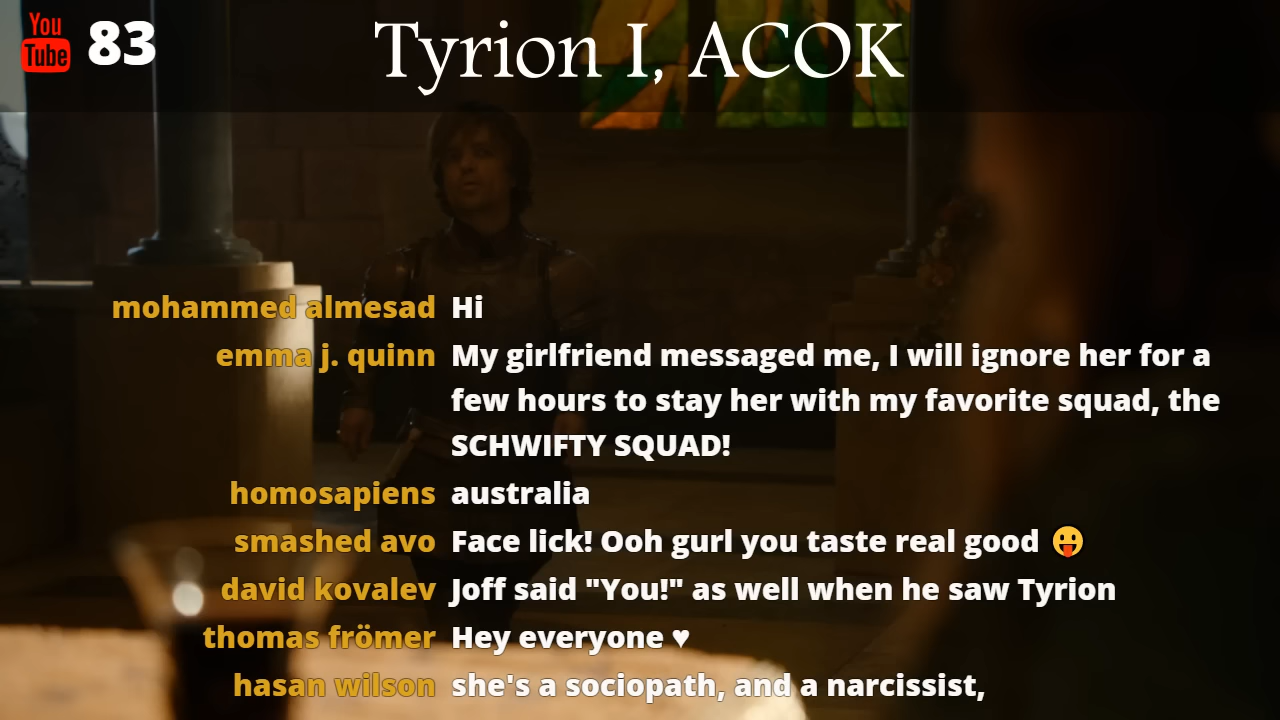 You
Tube
83
Tyrion I, ACOK
mohammed almesad Hi
emma j. quinn My girlfriend messaged me, I will ignore her for a
few hours to stay her with my favorite squad, the
SCHWIFTY SQUAD!
homosapiens australia
smashed avo Face lick! Ooh gurl you taste real good 😛
david kovalev Joff said "You!" as well when he saw Tyrion
thomas frömer Hey everyone ♥
hasan wilson she's a sociopath, and a narcissist,